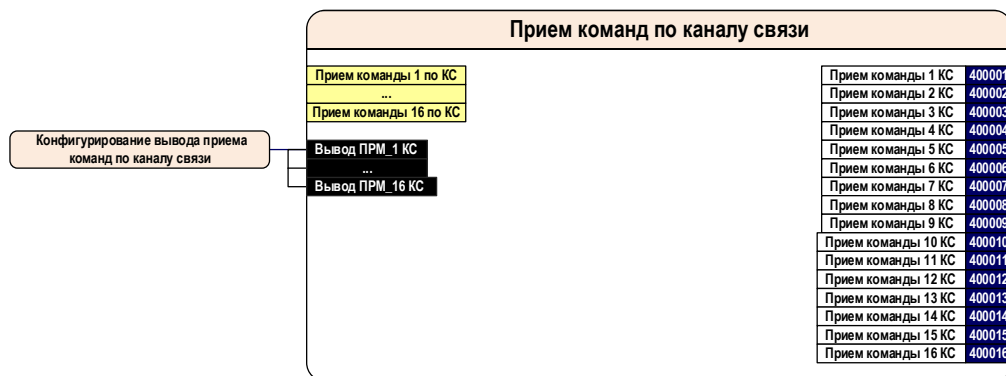 Прием команд по каналу связи
Прием команды 1 по КС
...
Прием команды 16 по КС
Конфигурирование вывода приема
команд по каналу связи
Вывод ПРМ_1 КС
...
Вывод ПРМ_16 КС
Прием команды 1 КС 400001
Прием команды 2 КС 400002
Прием команды 3 КС 400003
Прием команды 4 КС 400004
Прием команды 5 КС 400005
Прием команды 6 КС 400006
Прием команды 7 КС 400007
Прием команды 8 КС 400008
Прием команды 9 КС 400009
Прием команды 10 КС 400010
Прием команды 11 КС 400011
Прием команды 12 КС 400012
Прием команды 13 КС 400013
Прием команды 14 КС 400014
Прием команды 15 КС 400015
Прием команды 16 КС 400016